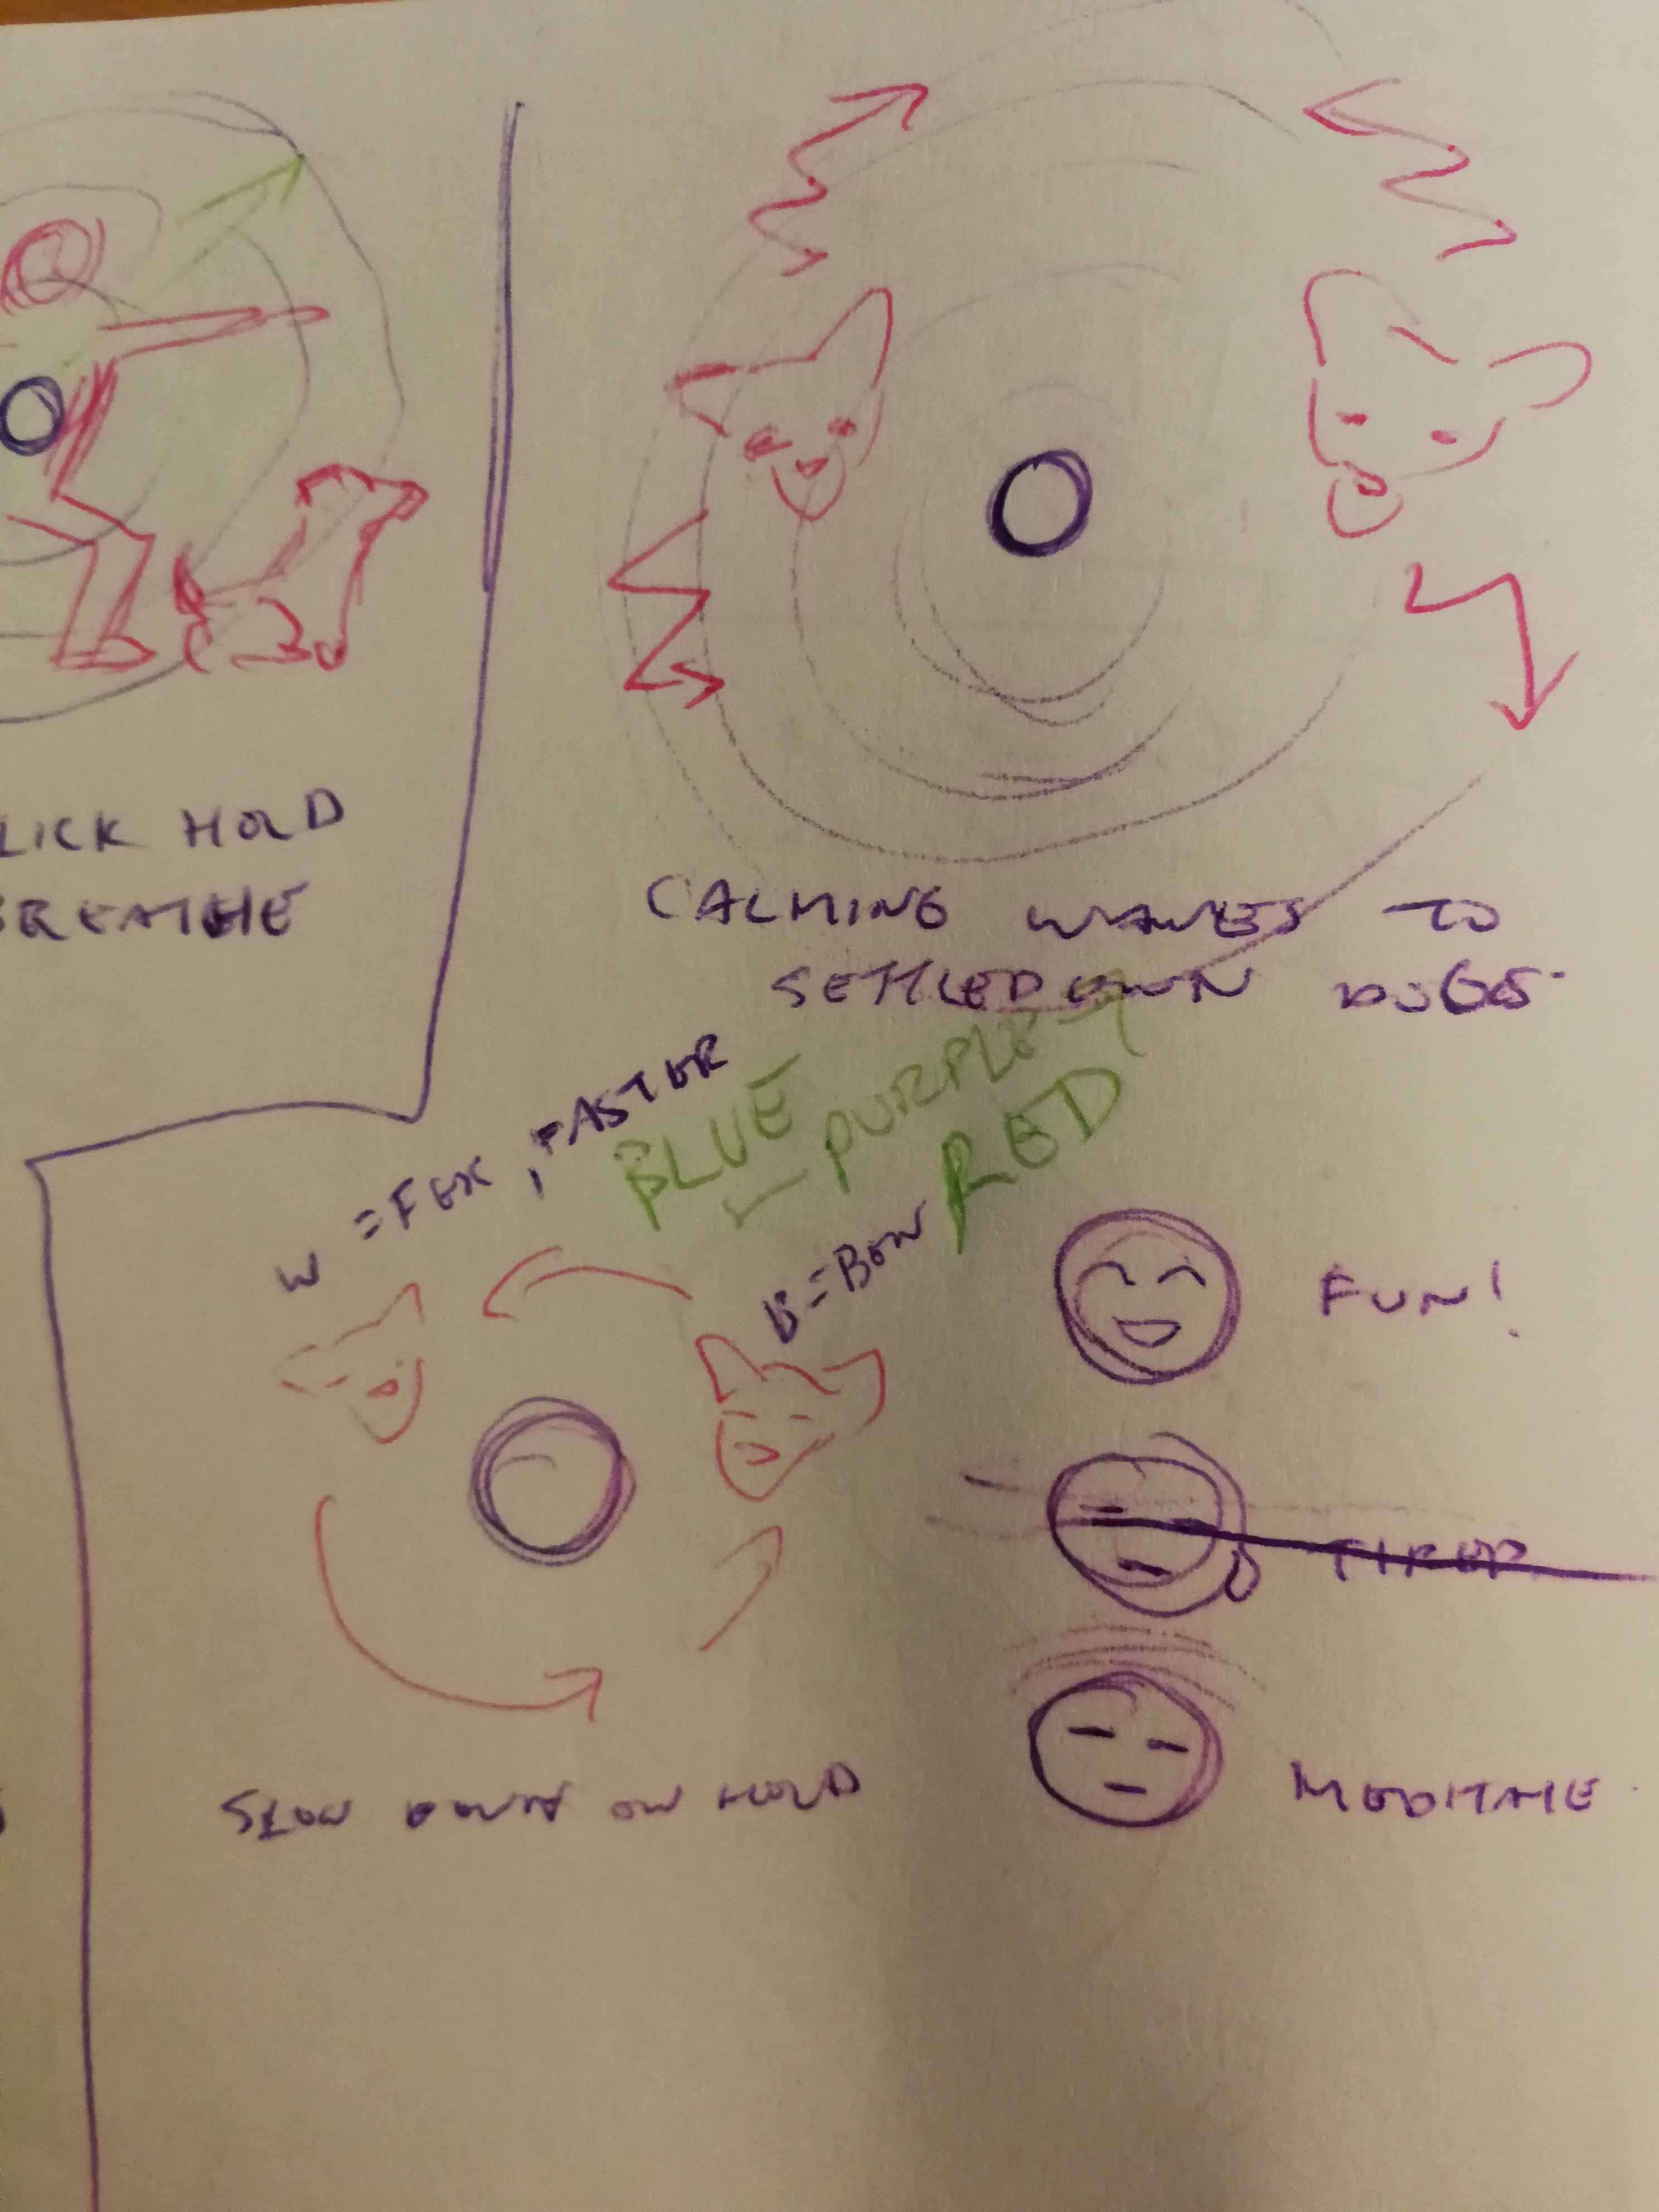 LICK HOLD
BREATHE
CALMING WAVES TO
SETTLEDOWN DOGS.
W = FOX, FASTER
BLUE
PURPLE
RED
B = BOW
FUN!
TIRED
SLOW DOWN ON HOLD
MEDITATE